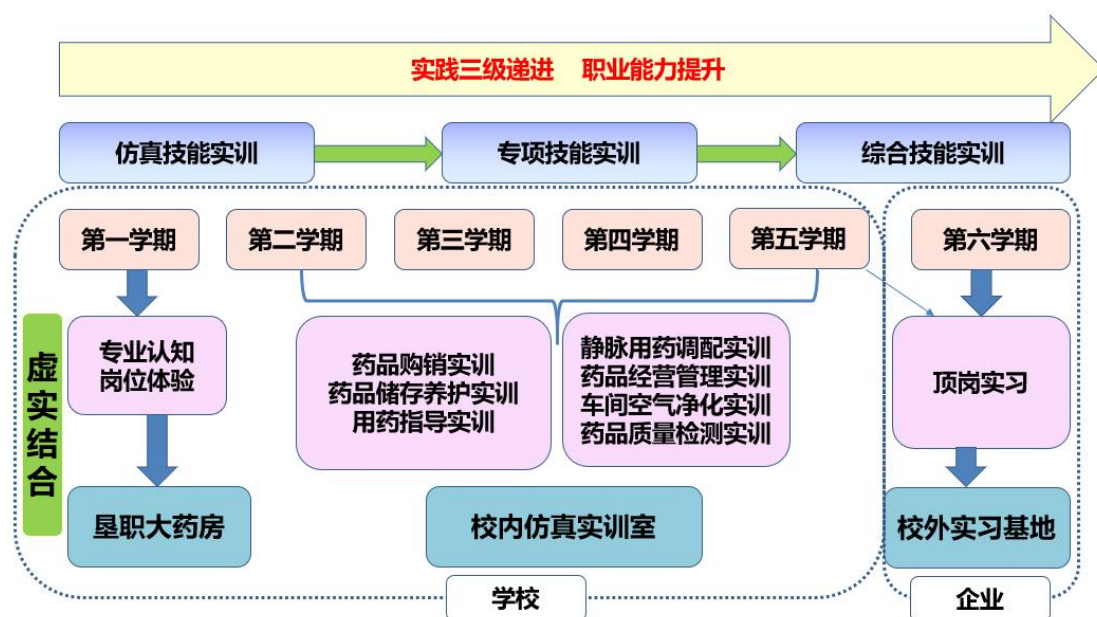 实践三级递进 职业能力提升
仿真技能实训
专项技能实训
综合技能实训
第一学期
第二学期
第三学期
第四学期
第五学期
第六学期
虚实结合
专业认知
岗位体验
药品购销实训
药品储存养护实训
用药指导实训
静脉用药调配实训
药品经营管理实训
车间空气净化实训
药品质量检测实训
顶岗实习
垦职大药房
校内仿真实训室
校外实习基地
学校
企业